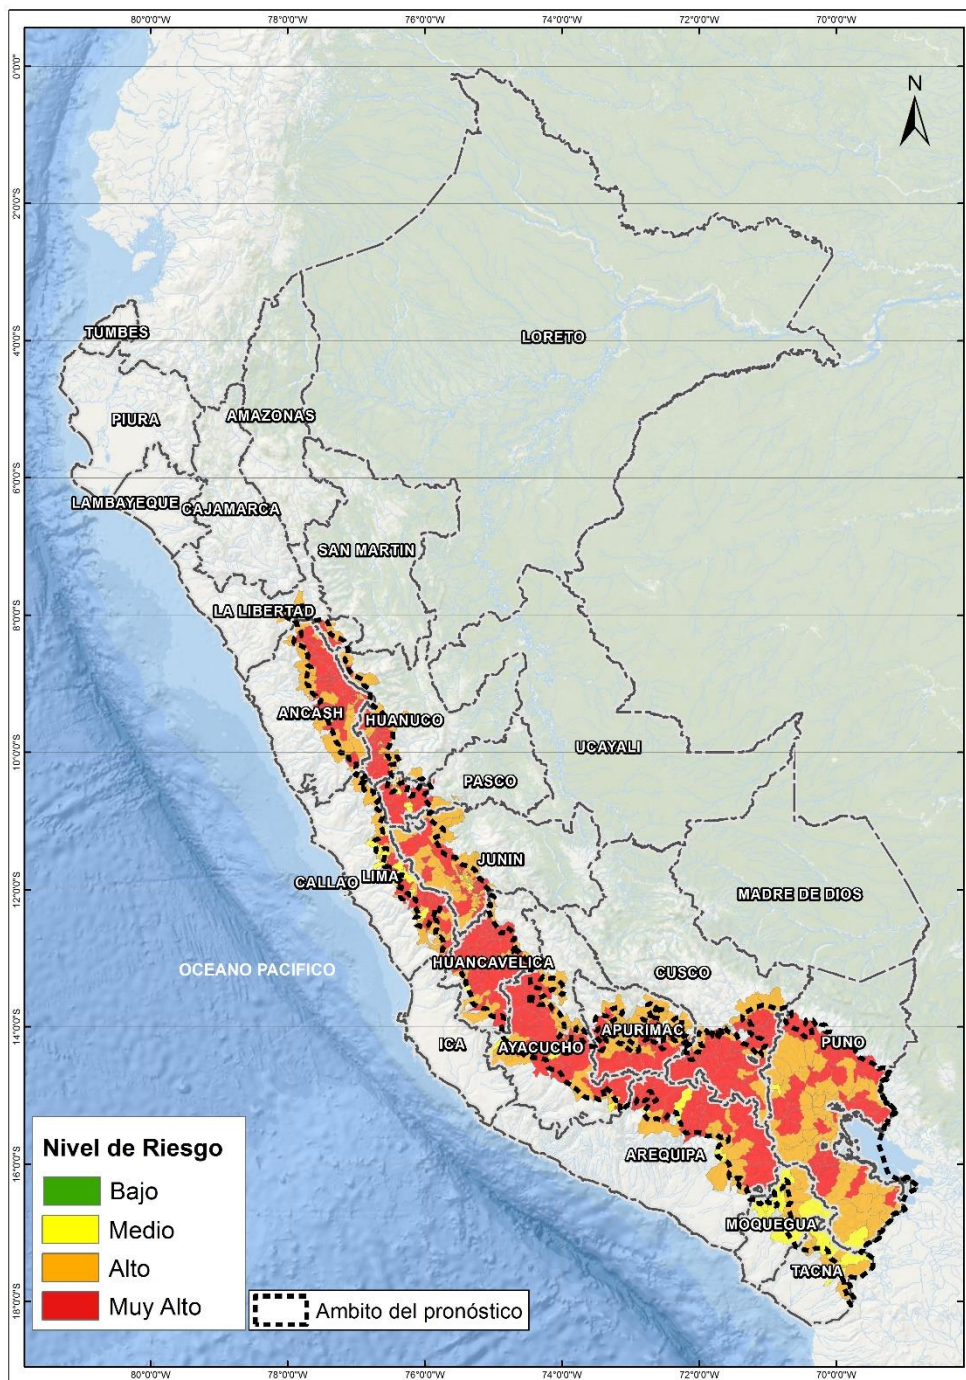 80°0'0"W 78°0'0"W 76°0'0"W 74°0'0"W 72°0'0"W 70°0'0"W
N
0°0'0"
2°0'0"S
4°0'0"S
6°0'0"S
8°0'0"S
10°0'0"S
12°0'0"S
14°0'0"S
16°0'0"S
18°0'0"S
TUMBES
LORETO
PIURA
AMAZONAS
LAMBAYEQUE
CAJAMARCA
SAN MARTIN
LA LIBERTAD
ANCASH
HUANUCO
UCAYALI
PASCO
JUNIN
LIMA
CALLAO
MADRE DE DIOS
HUANCAVELICA
OCEANO PACIFICO
CUSCO
APURIMAC
ICA
AYACUCHO
PUNO
AREQUIPA
MOQUEGUA
TACNA
Nivel de Riesgo
Bajo
Medio
Alto
Muy Alto
Ambito del pronóstico
80°0'0"W 78°0'0"W 76°0'0"W 74°0'0"W 72°0'0"W 70°0'0"W